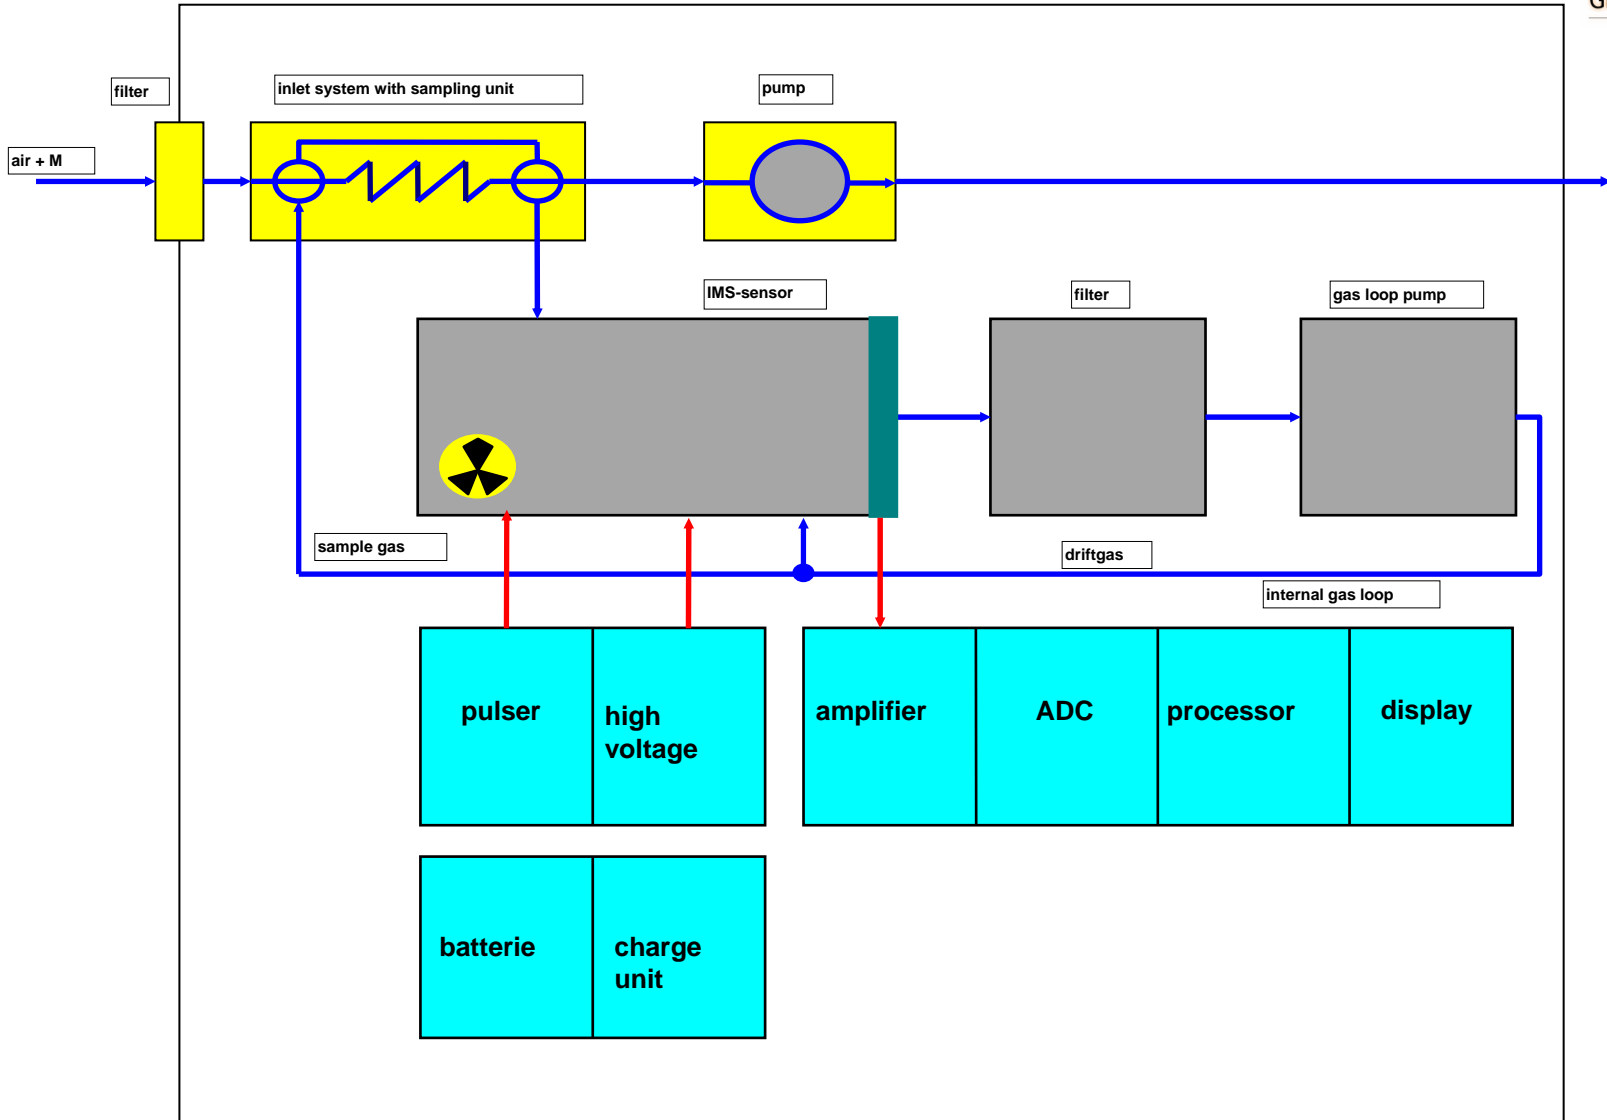 filter
inlet system with sampling unit
pump
air + M
IMS-sensor
filter
gas loop pump
sample gas
driftgas
internal gas loop
pulser
high
voltage
amplifier
ADC
processor
display
batterie
charge
unit